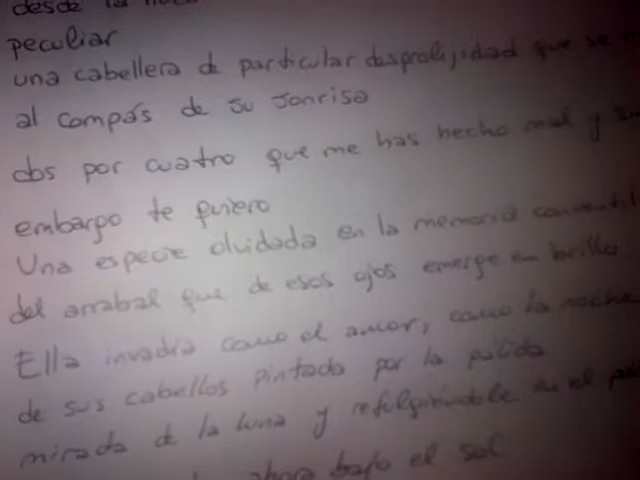 desde la
peculiar
una cabellera de particular desprolijidad que se
al compás de su sonrisa
dos por cuatro que me has hecho mal y
embargo te quiero
Una especie olvidada en la memoria
del arrabal que de esos ojos emerge en brillo
Ella invadía como el amor, como la noche
de sus cabellos pintada por la pálida
mirada de la luna y en el
ahora bajo el sol